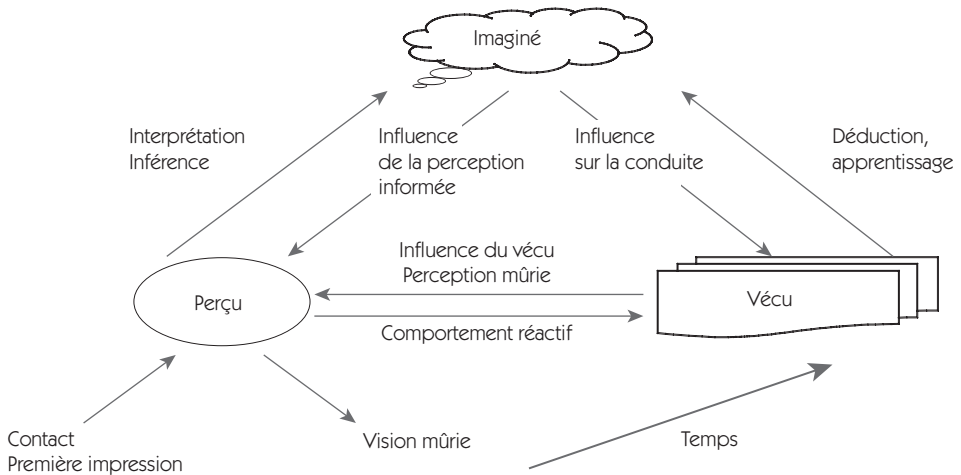 Imaginé
Interprétation
Inférence
Influence
de la perception
informée
Influence
sur la conduite
Déduction,
apprentissage
Influence du vécu
Perception mûrie
Perçu
Vécu
Comportement réactif
Contact
Première impression
Vision mûrie
Temps